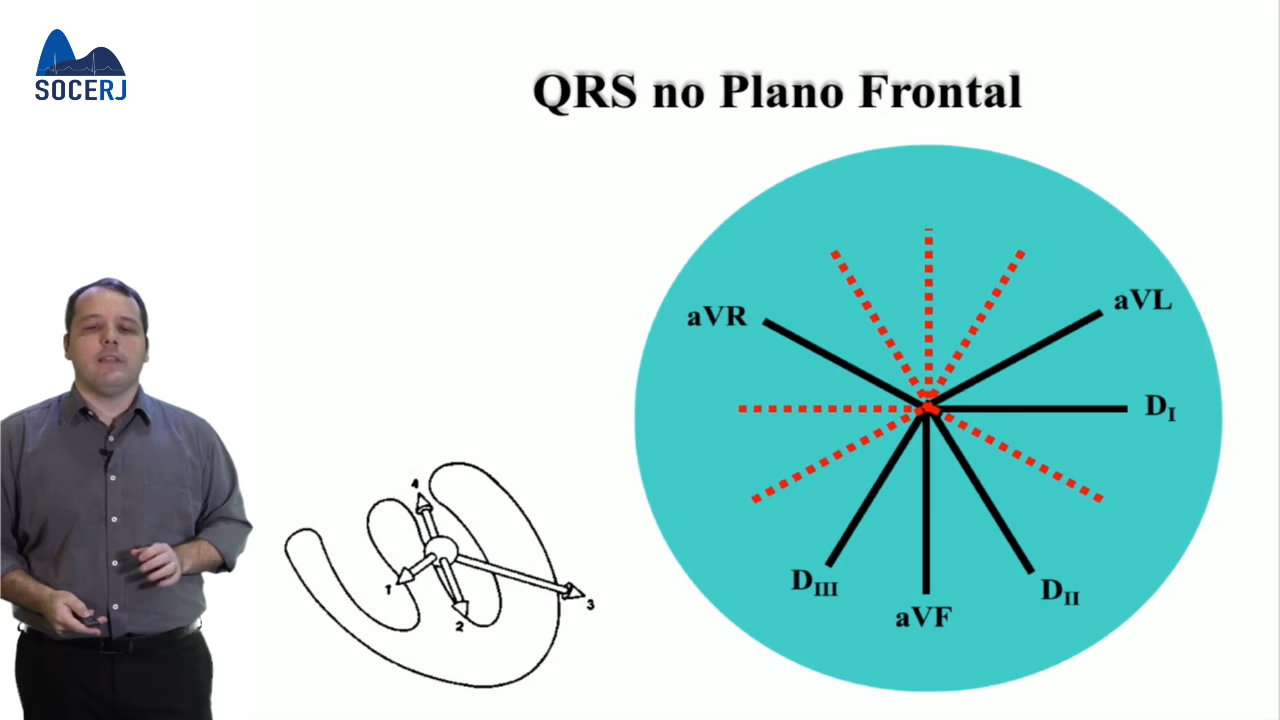 SOCERJ
QRS no Plano Frontal
aVR
aVL
DI
DIII
DII
aVF
4
1
2
3